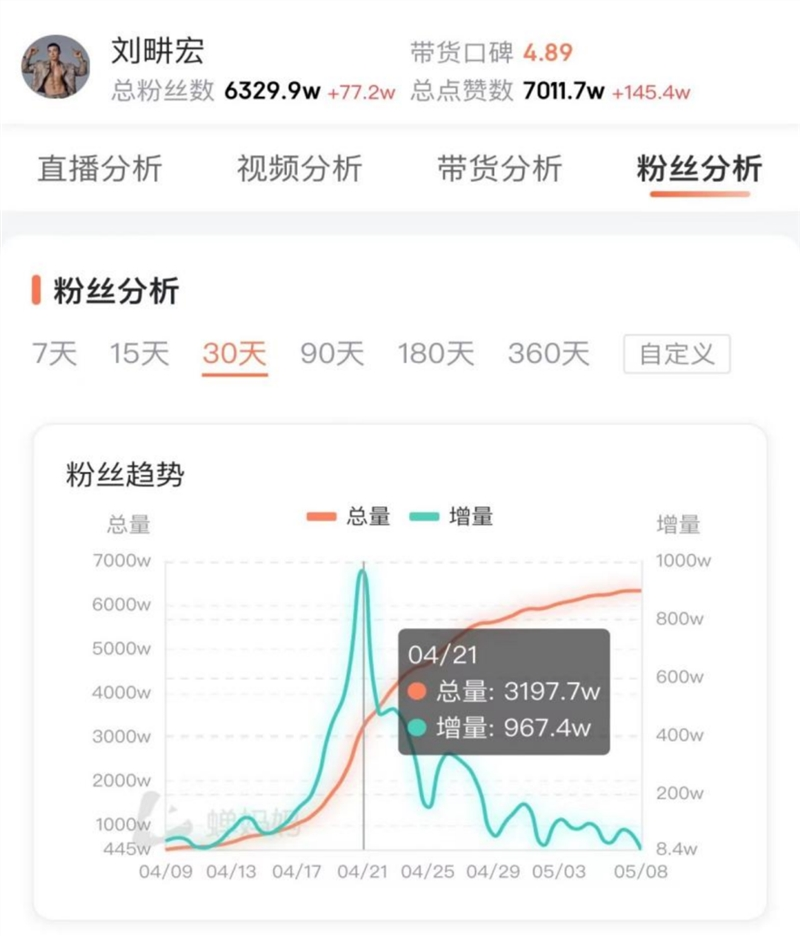 刘畊宏 带货口碑 4.89
总粉丝数 6329.9w +77.2w 总点赞数 7011.7w +145.4w
直播分析 视频分析 带货分析 粉丝分析
粉丝分析
7天 15天 30天 90天 180天 360天 自定义
粉丝趋势
总量 总量 增量 增量
7000w 1000w
6000w 800w
5000w 600w
4000w 400w
3000w 200w
2000w 8.4w
1000w
445w
04/21
总量: 3197.7w
增量: 967.4w
蝉妈妈
04/09 04/13 04/17 04/21 04/25 04/29 05/03 05/08